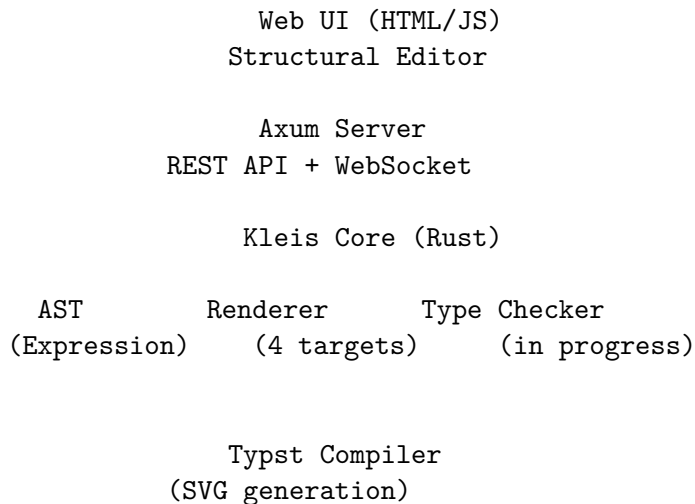 Web UI (HTML/JS)
Structural Editor
Axum Server
REST API + WebSocket
Kleis Core (Rust)
AST Renderer Type Checker
(Expression) (4 targets) (in progress)
Typst Compiler
(SVG generation)